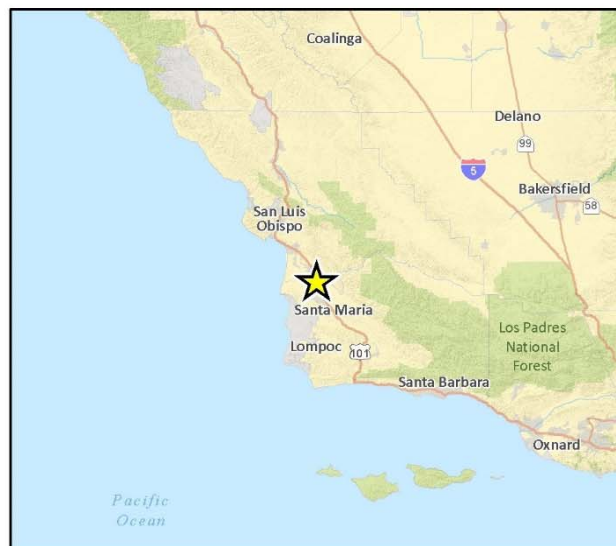 Coalinga
Delano
99
5
Bakersfield
58
San Luis
Obispo
Santa Maria
Los Padres
National
Forest
Lompoc
101
Santa Barbara
Oxnard
Pacific
Ocean